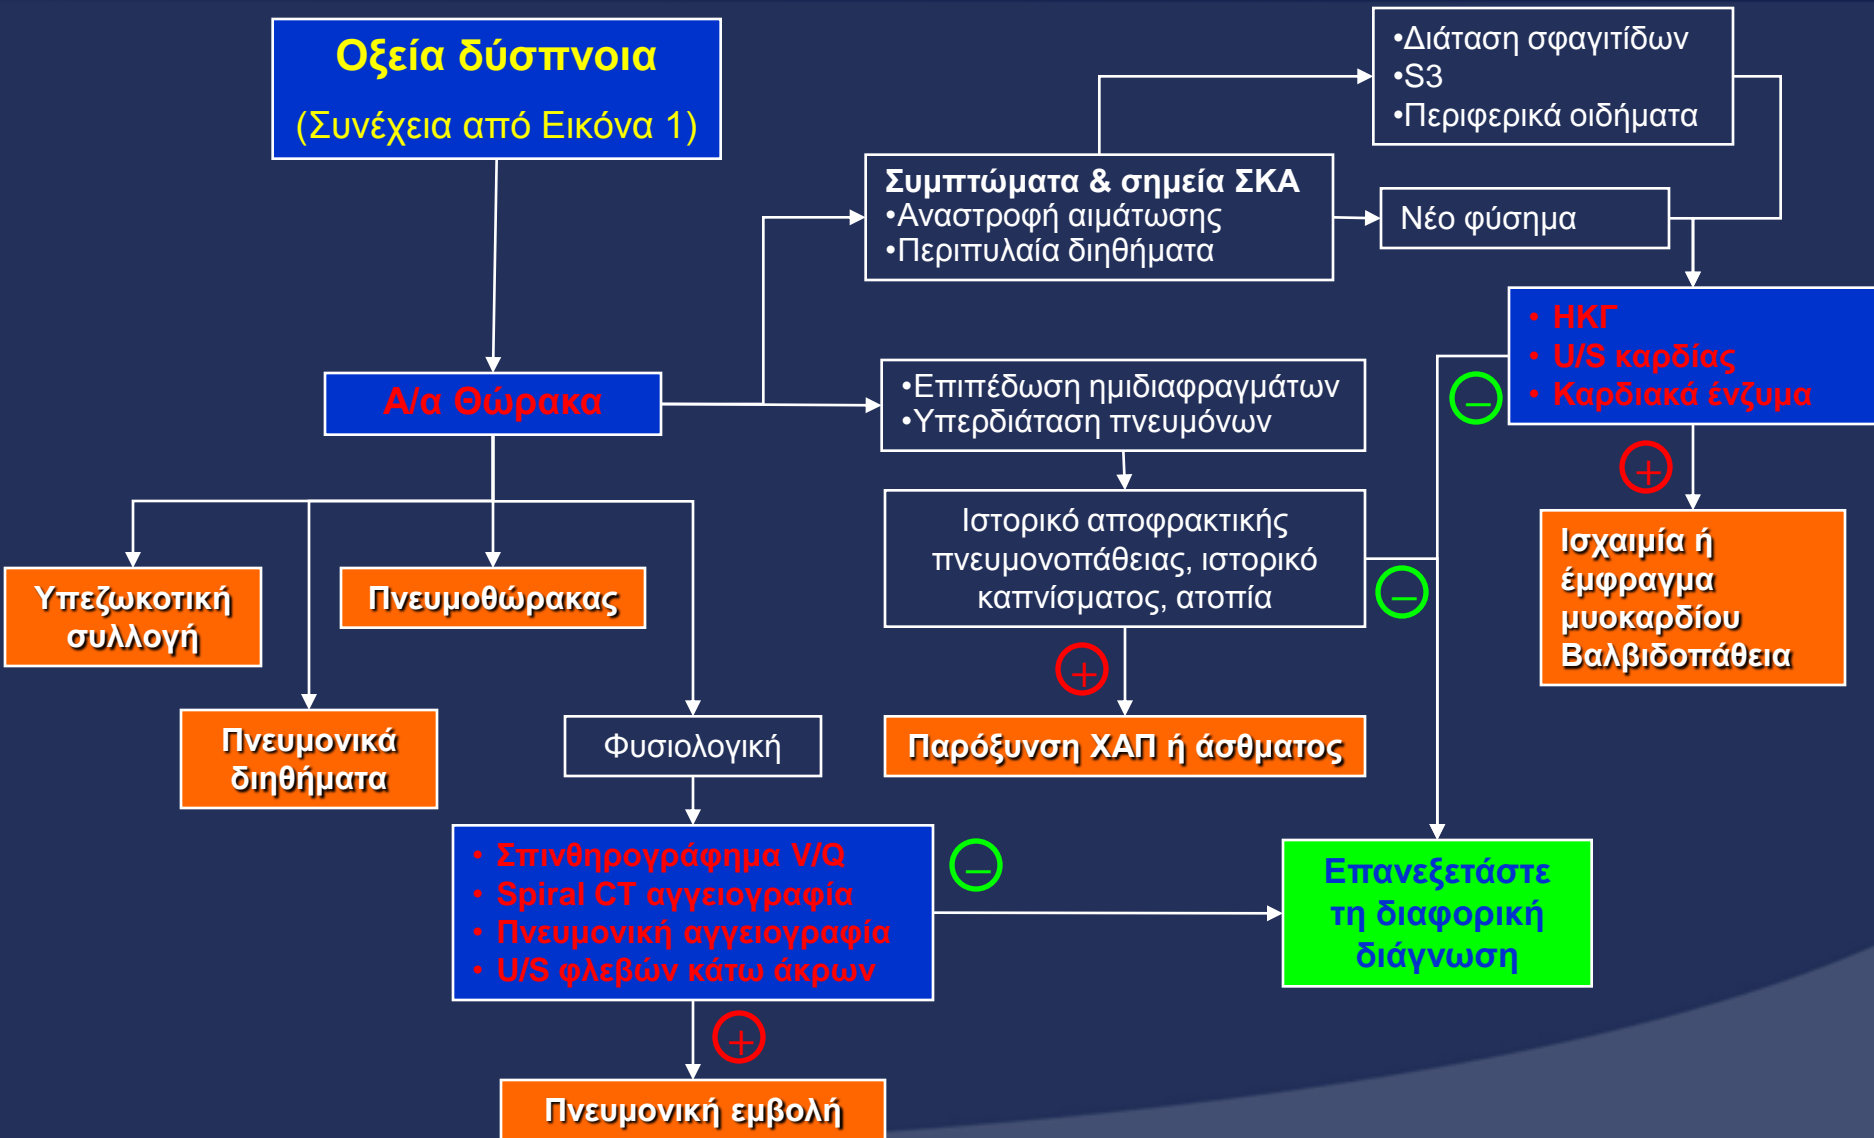 Οξεία δύσπνοια
(Συνέχεια από Εικόνα 1)
•Διάταση σφαγιτίδων
•S3
•Περιφερικά οιδήματα
Συμπτώματα & σημεία ΣΚΑ
•Αναστροφή αιμάτωσης
•Περιπυλαία διηθήματα
Νέο φύσημα
• ΗΚΓ
• U/S καρδίας
• Καρδιακά ένζυμα
Α/α Θώρακα
•Επιπέδωση ημιδιαφραγμάτων
•Υπερδιάταση πνευμόνων
–
+
Ιστορικό αποφρακτικής
πνευμονοπάθειας, ιστορικό
καπνίσματος, ατοπία
–
+
Ισχαιμία ή
έμφραγμα
μυοκαρδίου
Βαλβιδοπάθεια
Υπεζωκοτική
συλλογή
Πνευμοθώρακας
Πνευμονικά
διηθήματα
Φυσιολογική
Παρόξυνση ΧΑΠ ή άσθματος
• Σπινθηρογράφημα V/Q
• Spiral CT αγγειογραφία
• Πνευμονική αγγειογραφία
• U/S φλεβών κάτω άκρων
–
Επανεξετάστε
τη διαφορική
διάγνωση
+
Πνευμονική εμβολή